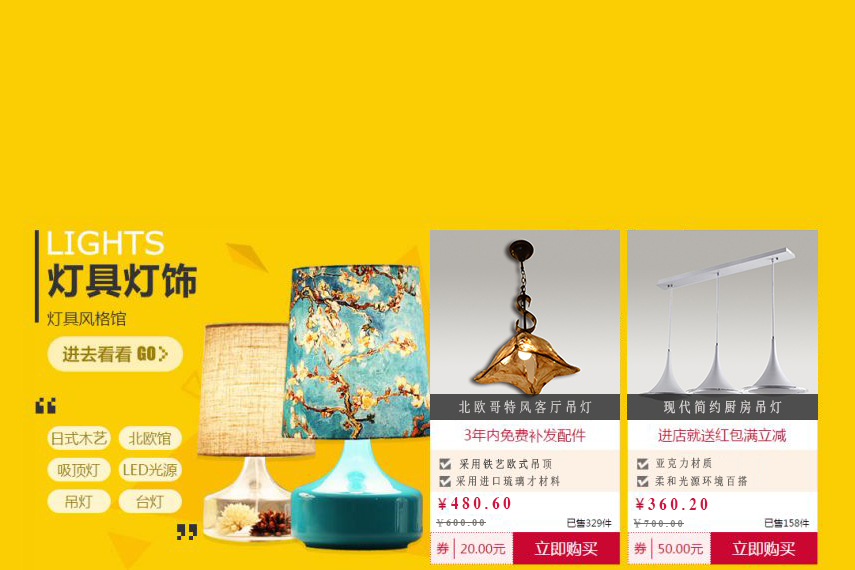 LIGHTS
灯具灯饰
灯具风格馆
进去看看 GO
日式木艺
北欧馆
吸顶灯
LED光源
吊灯
台灯
北欧哥特风客厅吊灯
3年内免费补发配件
采用铁艺欧式吊顶
采用进口琉璃才材料
￥480.60
￥600.00
已售329件
券 20.00元
立即购买
现代简约厨房吊灯
进店就送红包满立减
亚克力材质
柔和光源环境百搭
￥360.20
￥700.00
已售158件
券 50.00元
立即购买